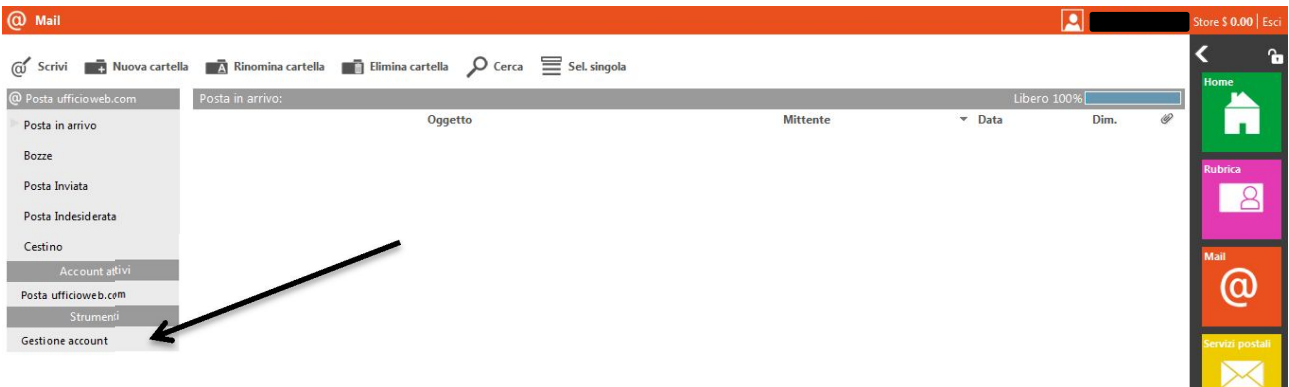 @ Mail
Store $ 0.00 | Esci
Scrivi Nuova cartella Rinomina cartella Elimina cartella Cerca Sel. singola
@ Posta ufficioweb.com
Posta in arrivo: Libero 100%
Oggetto Mittente Data Dim.
Posta in arrivo
Bozze
Posta Inviata
Posta Indesiderata
Cestino
Account attivi
Posta ufficioweb.com
Strumenti
Gestione account
Home
Rubrica
Mail
@
Servizi postali